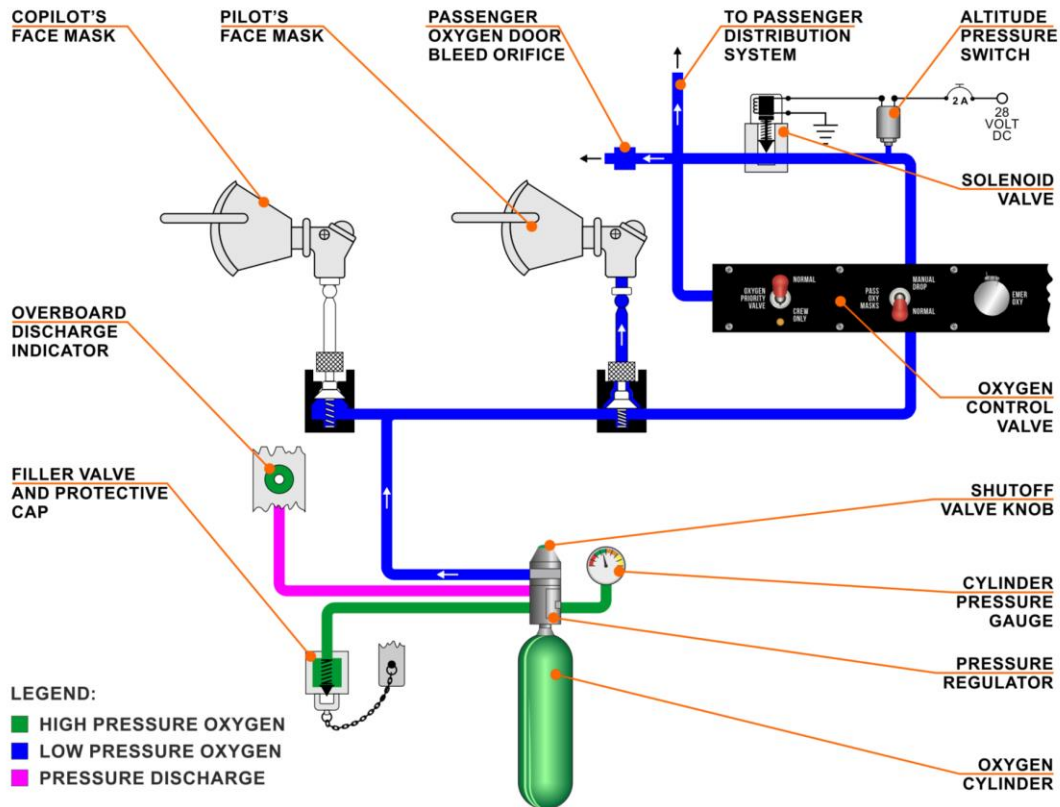 COPILOT'S
FACE MASK
PILOT'S
FACE MASK
PASSENGER
OXYGEN DOOR
BLEED ORIFICE
TO PASSENGER
DISTRIBUTION
SYSTEM
ALTITUDE
PRESSURE
SWITCH
2 A
28
VOLT
DC
SOLENOID
VALVE
OXYGEN
PRIORITY
VALVE
NORMAL
CREW
ONLY
PASS
OXY
MASKS
MANUAL
DROP
NORMAL
EMER
OXY
OVERBOARD
DISCHARGE
INDICATOR
OXYGEN
CONTROL
VALVE
FILLER VALVE
AND PROTECTIVE
CAP
SHUTOFF
VALVE KNOB
CYLINDER
PRESSURE
GAUGE
PRESSURE
REGULATOR
OXYGEN
CYLINDER
LEGEND:
HIGH PRESSURE OXYGEN
LOW PRESSURE OXYGEN
PRESSURE DISCHARGE